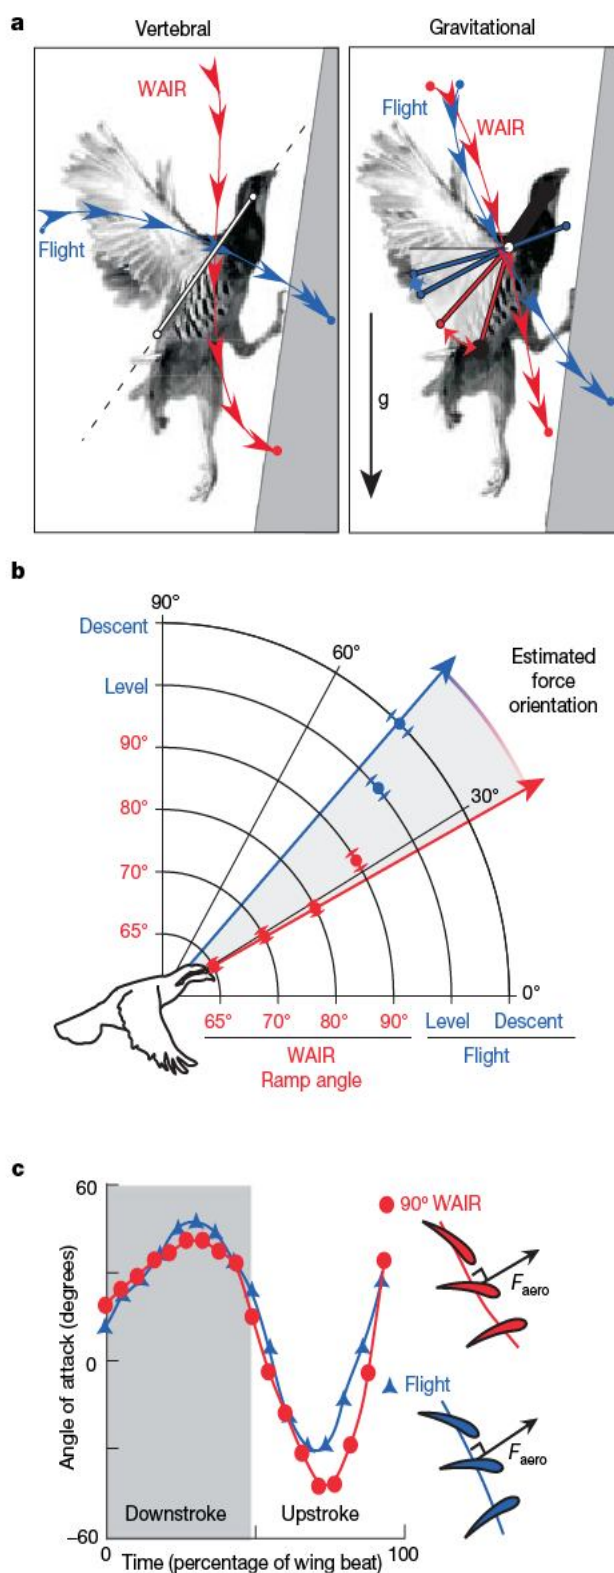 a
Vertebral
Gravitational
WAIR
Flight
Flight
WAIR
g
b
90°
Descent
60°
Level
Estimated
force
orientation
90°
30°
80°
70°
65°
0°
65° 70° 80° 90° Level Descent
WAIR
Ramp angle
Flight
c
60
90° WAIR
Faero
Angle of attack (degrees)
0
Flight
Faero
Downstroke
Upstroke
–60
0
100
Time (percentage of wing beat)